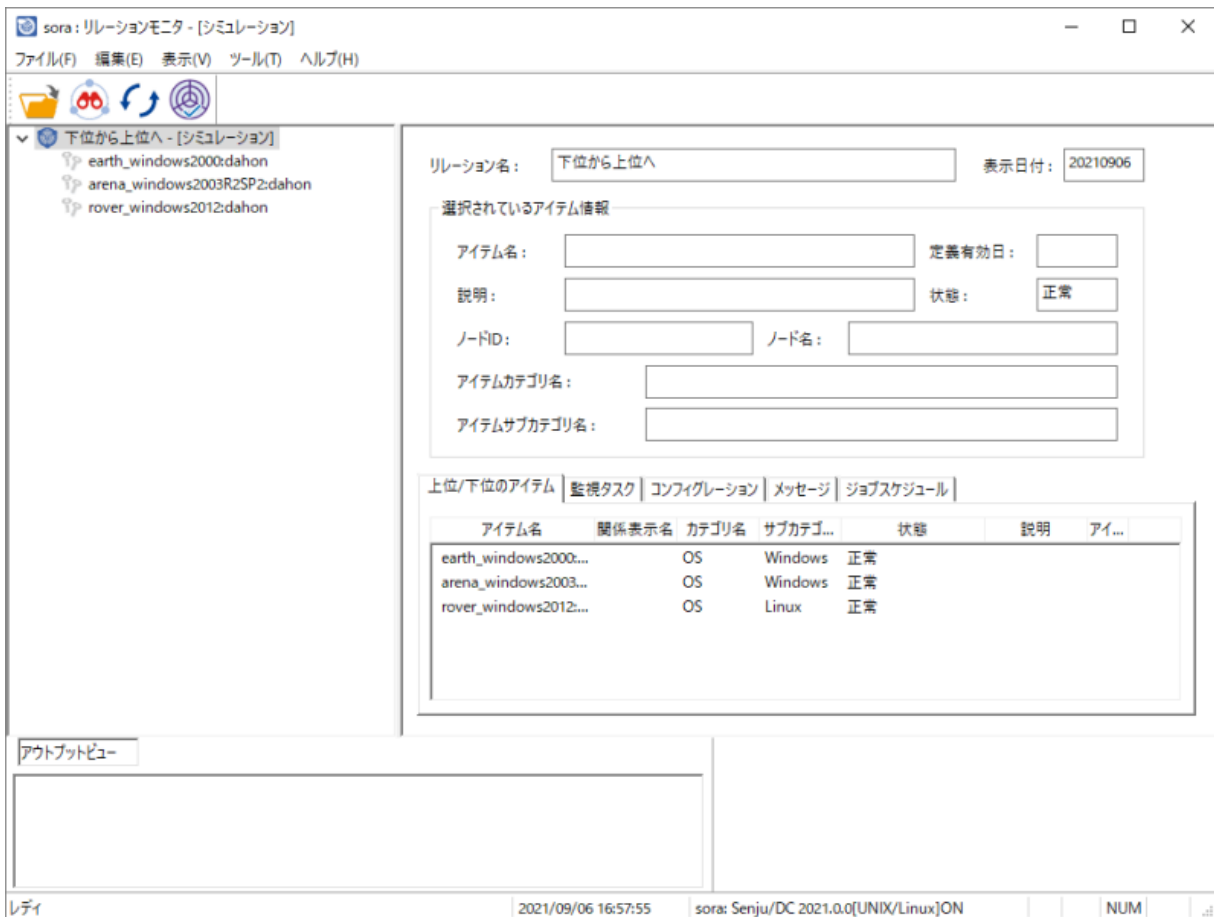 sora : リレーションモニタ - [シミュレーション]
ファイル(F) 編集(E) 表示(V) ツール(T) ヘルプ(H)
下位から上位へ - [シミュレーション]
earth_windows2000:dahon
arena_windows2003R2SP2:dahon
rover_windows2012:dahon
リレーション名 : 下位から上位へ 表示日付 : 20210906
選択されているアイテム情報
アイテム名 : 定義有効日 :
説明 : 状態 : 正常
ノードID : ノード名 :
アイテムカテゴリ名 :
アイテムサブカテゴリ名 :
上位/下位のアイテム 監視タスク コンフィグレーション メッセージ ジョブスケジュール
アイテム名 関係表示名 カテゴリ名 サブカテゴ... 状態 説明 アイ...
earth_windows2000:... OS Windows 正常
arena_windows2003... OS Windows 正常
rover_windows2012:... OS Linux 正常
アウトプットビュー
レディ 2021/09/06 16:57:55 sora: Senju/DC 2021.0.0[UNIX/Linux]ON NUM